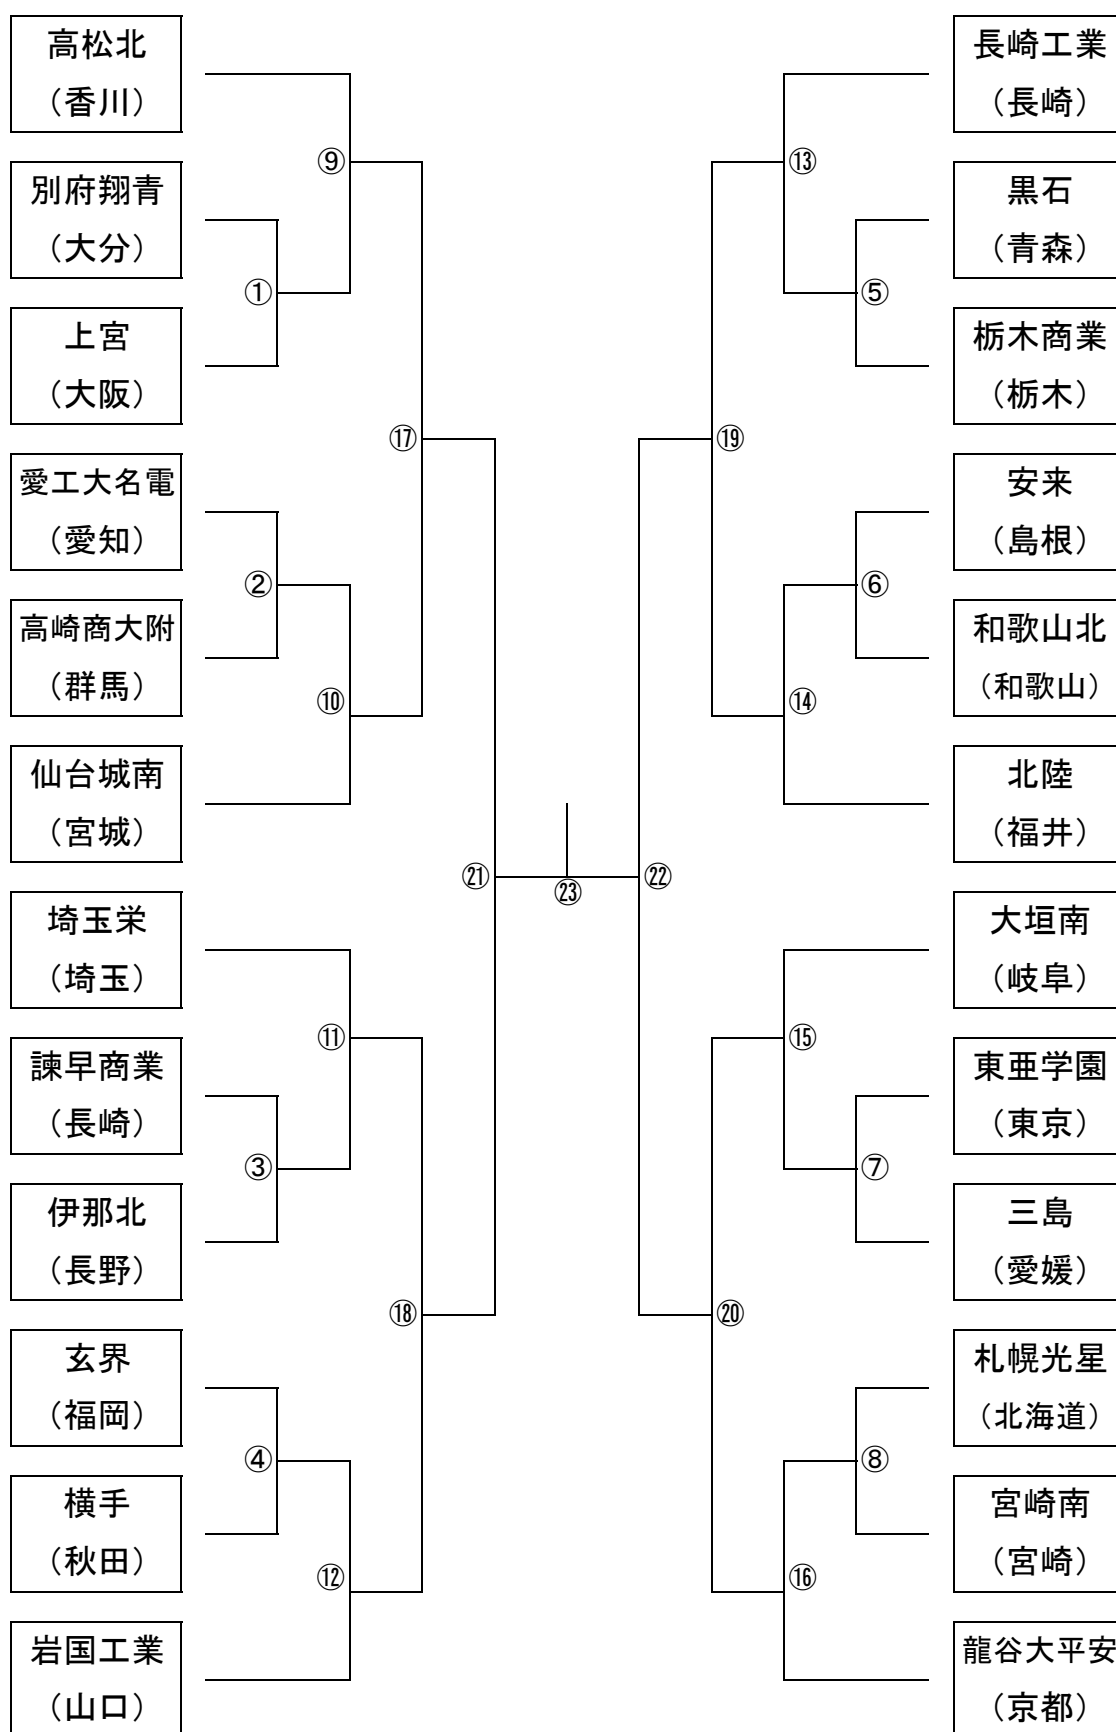 高松北
（香川）
別府翔青
（大分）
上宮
（大阪）
愛工大名電
（愛知）
高崎商大附
（群馬）
仙台城南
（宮城）
埼玉栄
（埼玉）
諫早商業
（長崎）
伊那北
（長野）
玄界
（福岡）
横手
（秋田）
岩国工業
（山口）
①
②
③
④
⑨
⑩
⑪
⑫
⑰
⑱
㉑
㉓
㉒
⑲
⑳
⑬
⑭
⑮
⑯
⑤
⑥
⑦
⑧
長崎工業
（長崎）
黒石
（青森）
栃木商業
（栃木）
安来
（島根）
和歌山北
（和歌山）
北陸
（福井）
大垣南
（岐阜）
東亜学園
（東京）
三島
（愛媛）
札幌光星
（北海道）
宮崎南
（宮崎）
龍谷大平安
（京都）